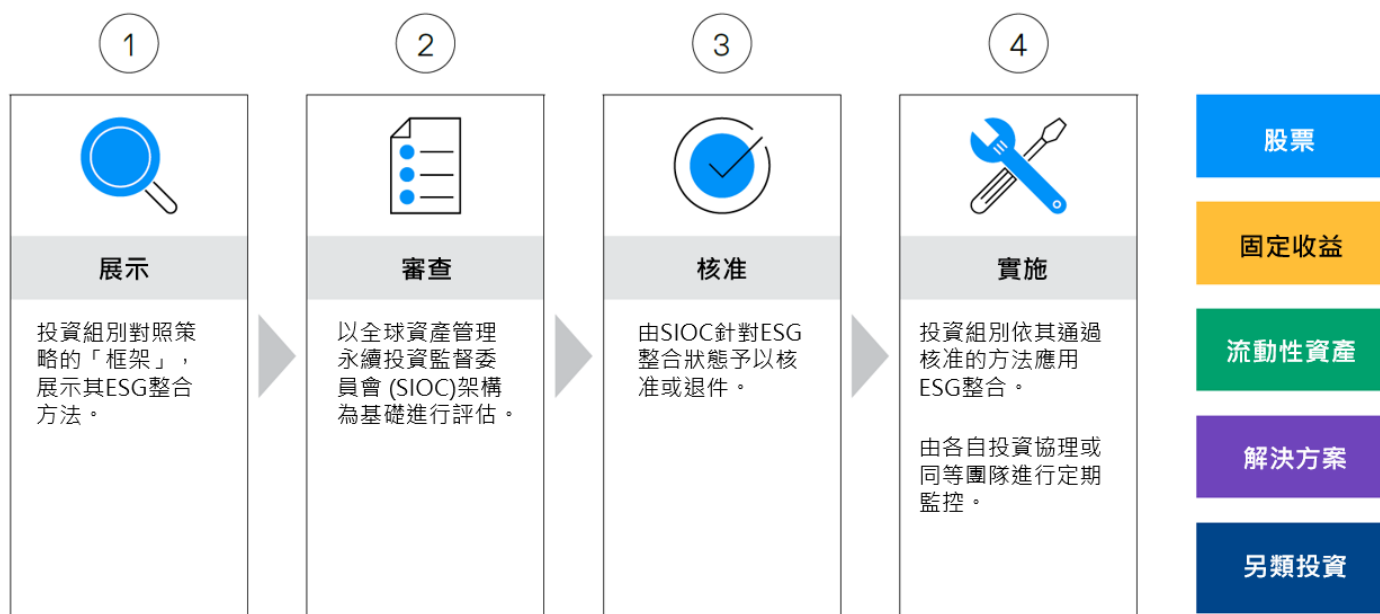 1
2
3
4
展示
投資組別對照策
略的「框架」，
展示其ESG整合
方法。
審查
以全球資產管理
永續投資監督委
員會 (SIOC)架構
為基礎進行評估。
核准
由SIOC針對ESG
整合狀態予以核
准或退件。
實施
投資組別依其通過
核准的方法應用
ESG整合。
由各自投資協理或
同等團隊進行定期
監控。
股票
固定收益
流動性資產
解決方案
另類投資